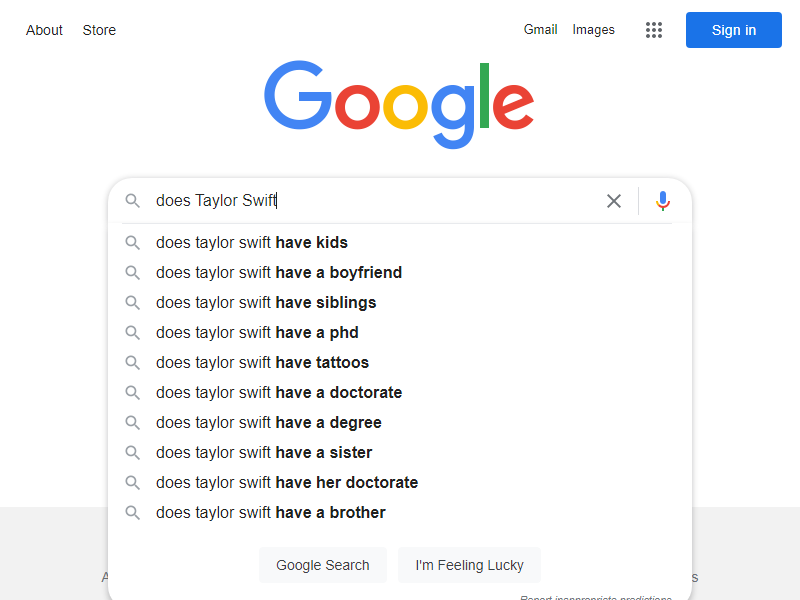 About Store Gmail Images Sign in
Google
does Taylor Swift
does taylor swift have kids
does taylor swift have a boyfriend
does taylor swift have siblings
does taylor swift have a phd
does taylor swift have tattoos
does taylor swift have a doctorate
does taylor swift have a degree
does taylor swift have a sister
does taylor swift have her doctorate
does taylor swift have a brother
Google Search I'm Feeling Lucky
Report inappropriate predictions